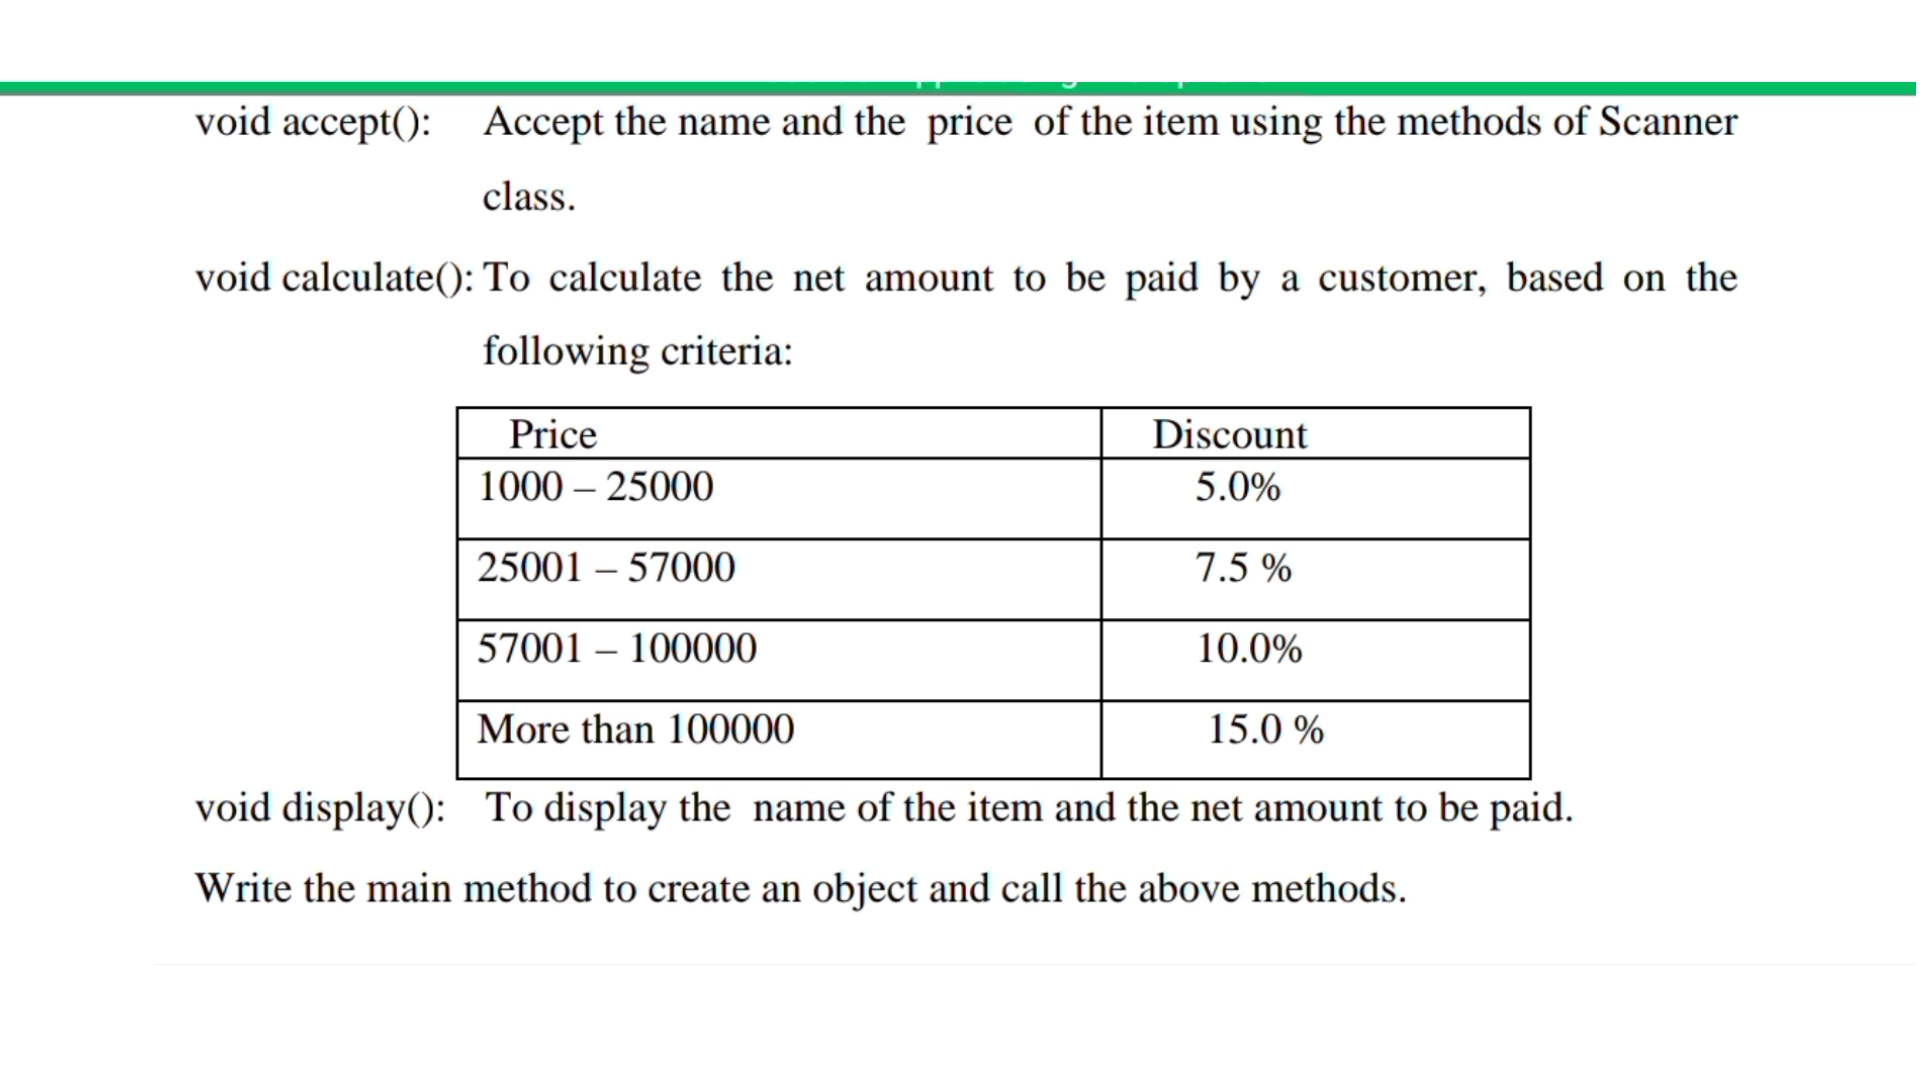 void accept(): Accept the name and the price of the item using the methods of Scanner
class.
void calculate(): To calculate the net amount to be paid by a customer, based on the
following criteria:
Price Discount
1000 – 25000 5.0%
25001 – 57000 7.5 %
57001 – 100000 10.0%
More than 100000 15.0 %
void display(): To display the name of the item and the net amount to be paid.
Write the main method to create an object and call the above methods.